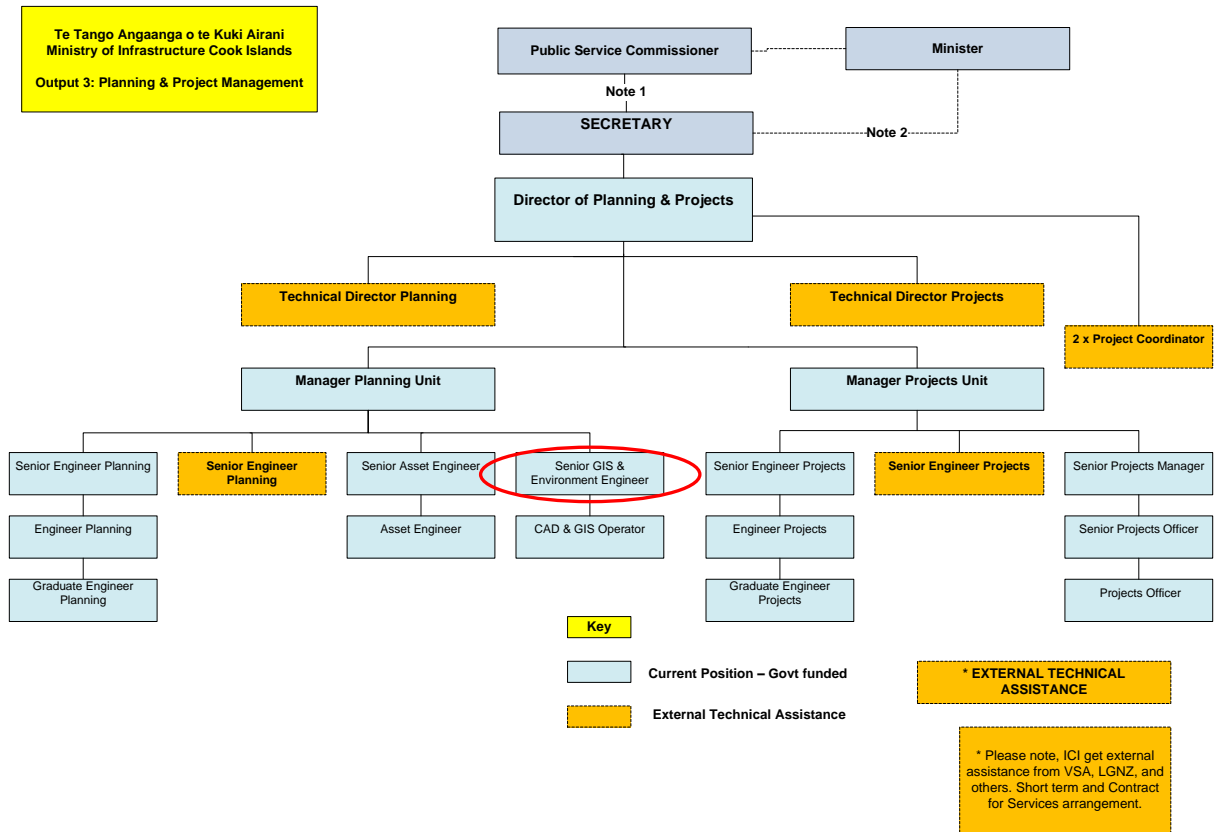 Te Tango Angaanga o te Kuki Airani
Ministry of Infrastructure Cook Islands
Output 3: Planning & Project Management
Public Service Commissioner
Minister
Note 1
SECRETARY
Note 2
Director of Planning & Projects
Technical Director Planning
Technical Director Projects
2 x Project Coordinator
Manager Planning Unit
Manager Projects Unit
Senior Engineer Planning
Senior Engineer
Planning
Senior Asset Engineer
Senior GIS &
Environment Engineer
Senior Engineer Projects
Senior Engineer Projects
Senior Projects Manager
Engineer Planning
Asset Engineer
CAD & GIS Operator
Engineer Projects
Senior Projects Officer
Graduate Engineer
Planning
Graduate Engineer
Projects
Projects Officer
Key
Current Position – Govt funded
External Technical Assistance
* EXTERNAL TECHNICAL
ASSISTANCE
* Please note, ICI get external
assistance from VSA, LGNZ, and
others. Short term and Contract
for Services arrangement.